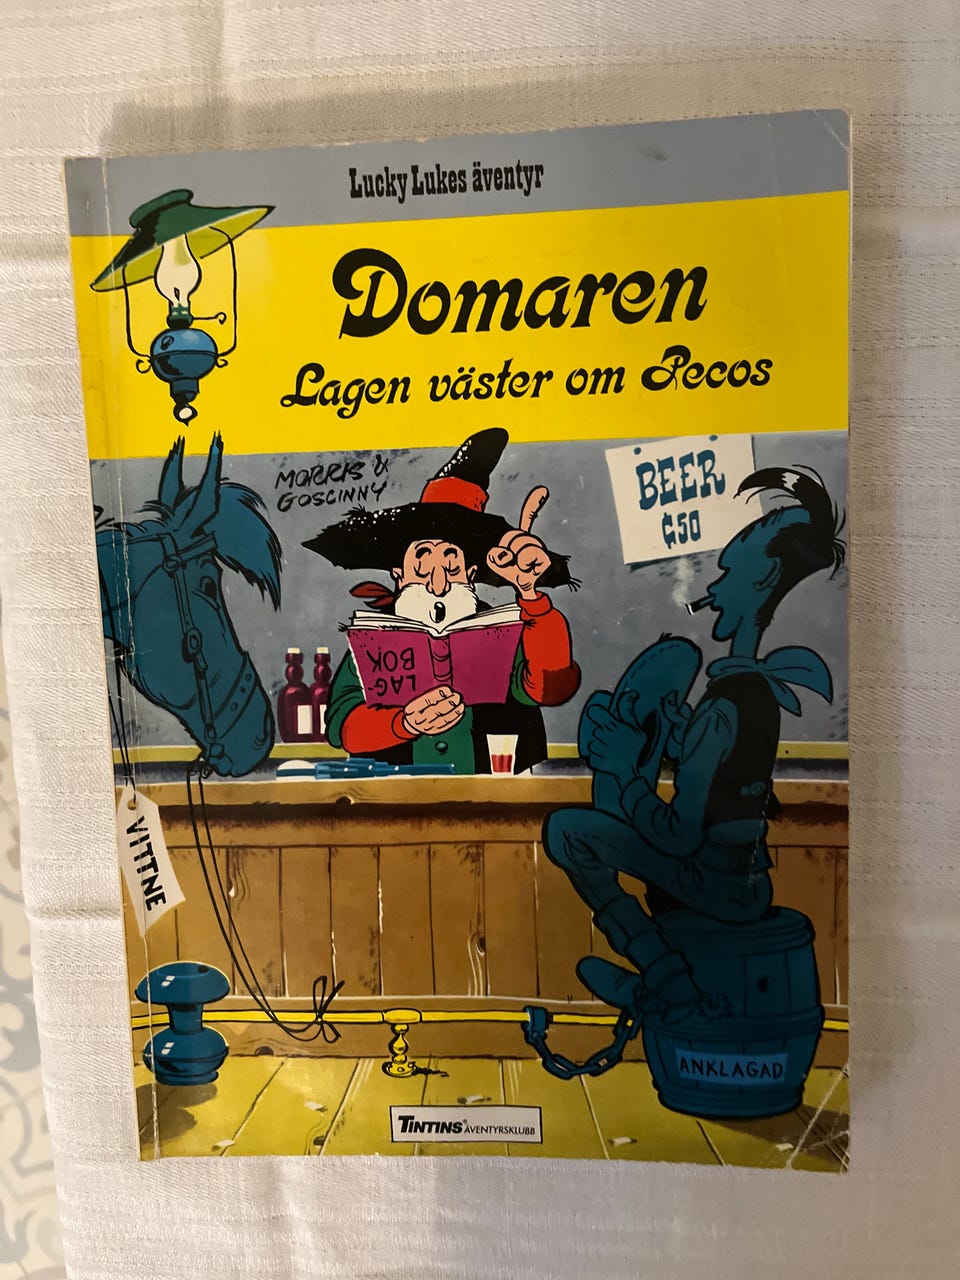 Lucky Lukes äventyr
Domaren
Lagen väster om Pecos
MORRIS &
GOSCINNY
BEER
¢50
LAG-
BOK
VITTNE
ANKLAGAD
TINTINS® ÄVENTYRSKLUBB